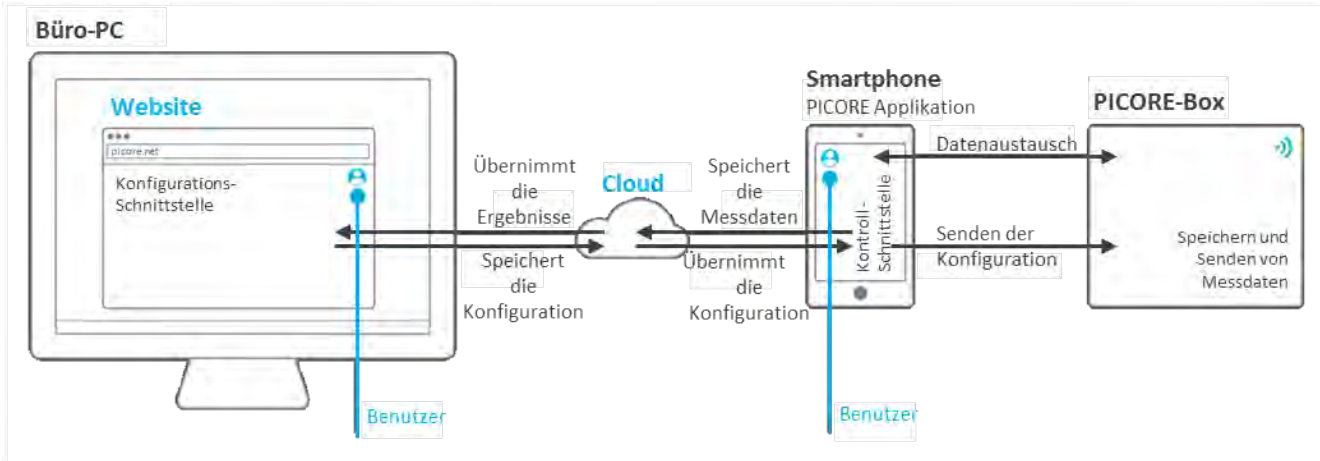 Büro-PC
Website
picore.net
Konfigurations-
Schnittstelle
Benutzer
Übernimmt
die
Ergebnisse
Speichert
die
Konfiguration
Cloud
Speichert
die
Messdaten
Übernimmt
die
Konfiguration
Smartphone
PICORE Applikation
Kontroll-
Schnittstelle
Benutzer
Datenaustausch
Senden der
Konfiguration
PICORE-Box
Speichern und
Senden von
Messdaten